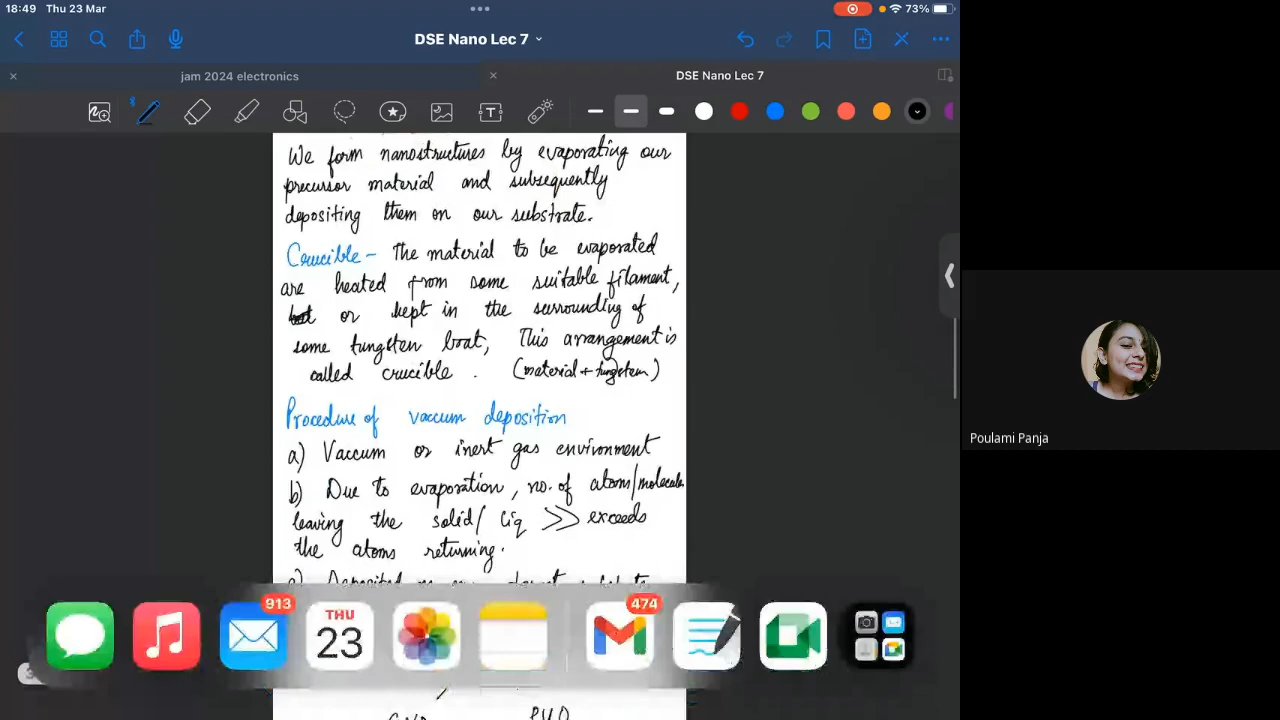 18:49 Thu 23 Mar
73%
DSE Nano Lec 7
jam 2024 electronics
DSE Nano Lec 7
We form nanostructures by evaporating our
precursor material and subsequently
depositing them on our substrate.
Crucible - The material to be evaporated
are heated from some suitable filament,
or kept in the surrounding of
some tungsten boat, This arrangement is
called crucible. (material + tungsten)
Procedure of vaccum deposition
a) Vaccum or inert gas environment
b) Due to evaporation, no. of atoms/molecules
leaving the solid/ liq >> exceeds
the atoms returning.
Deposited
913
THU
23
474
Poulami Panja